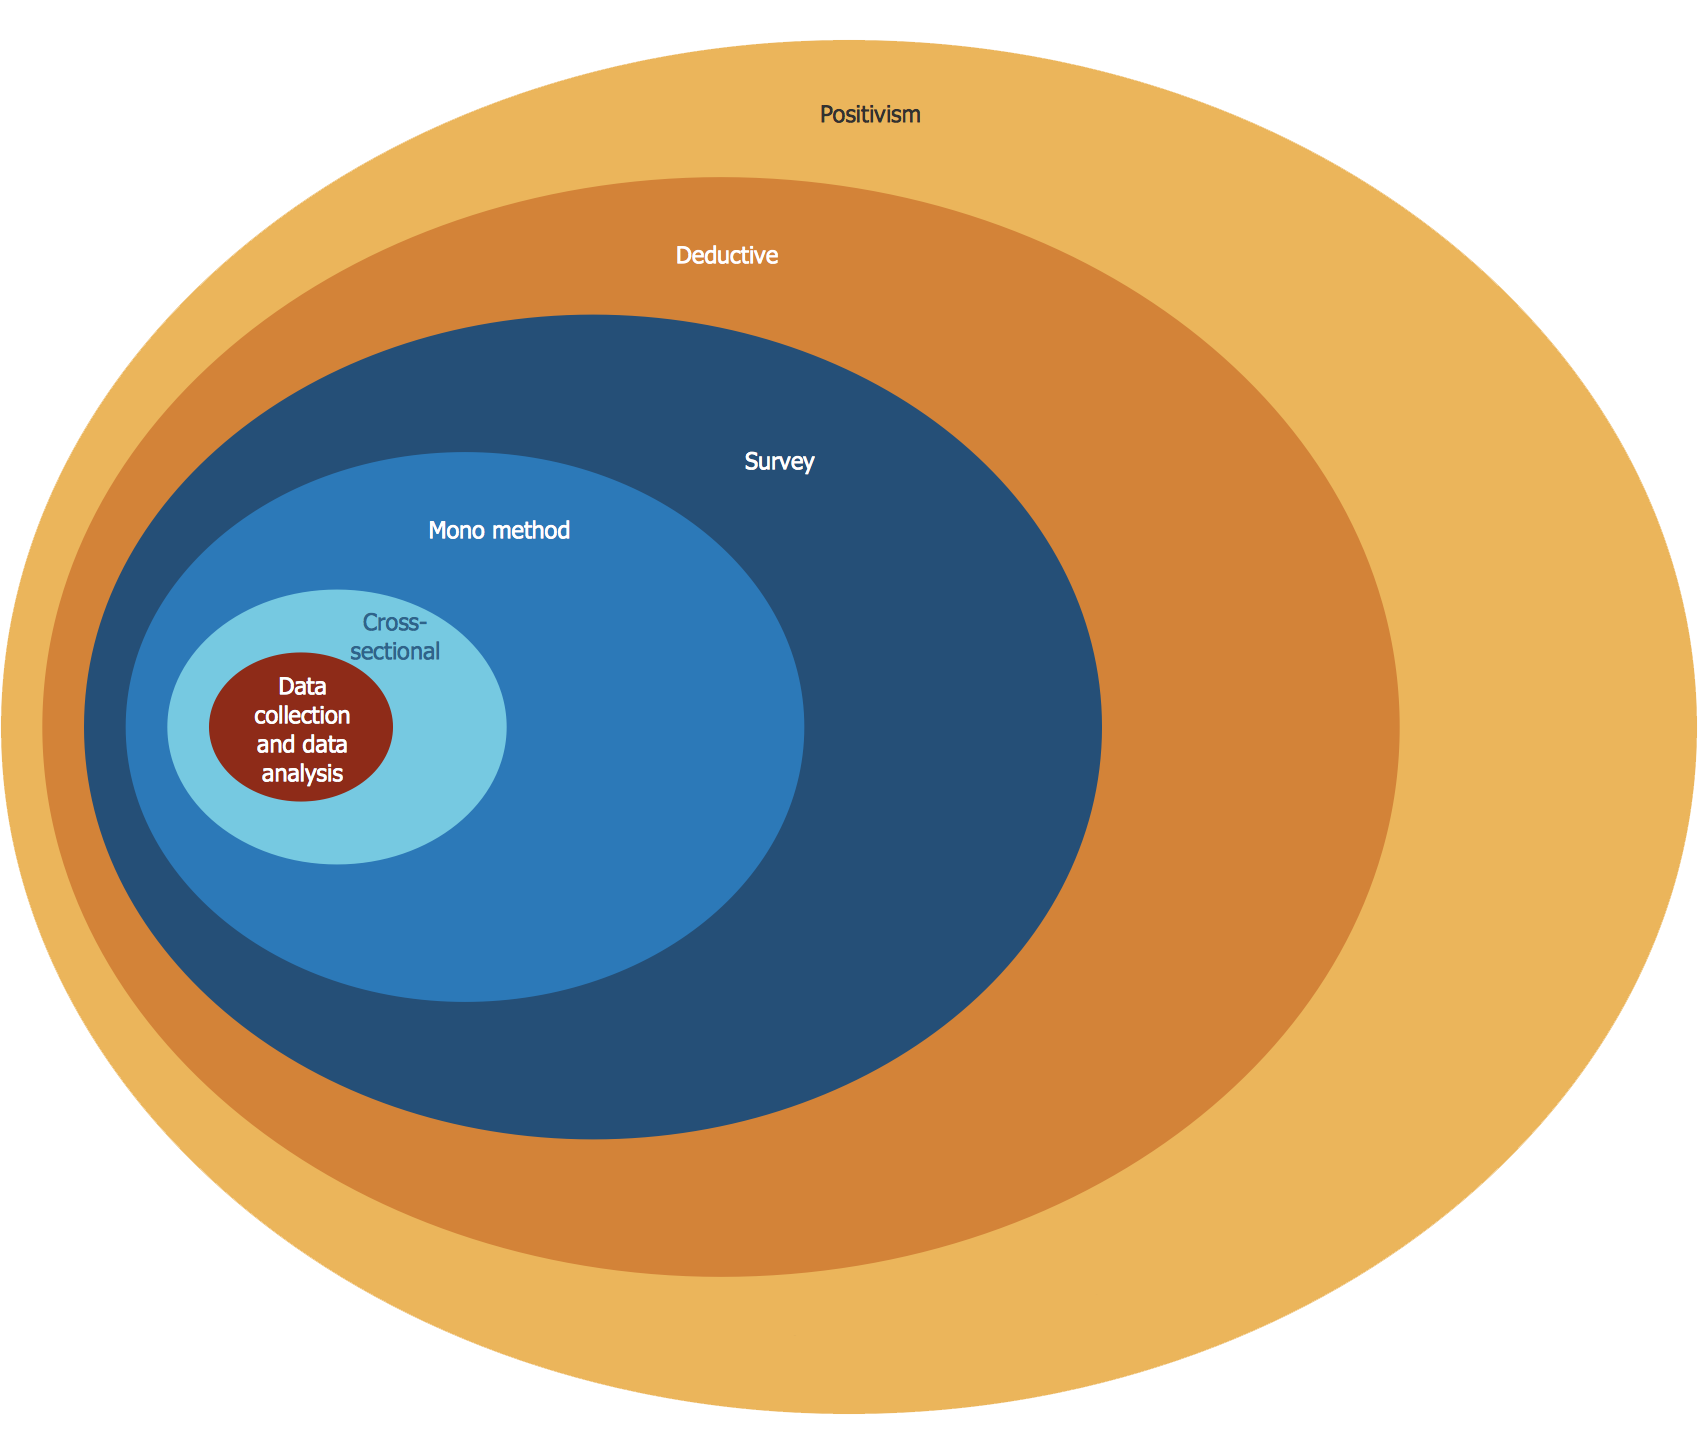 Positivism
Deductive
Survey
Mono method
Cross-
sectional
Data
collection
and data
analysis